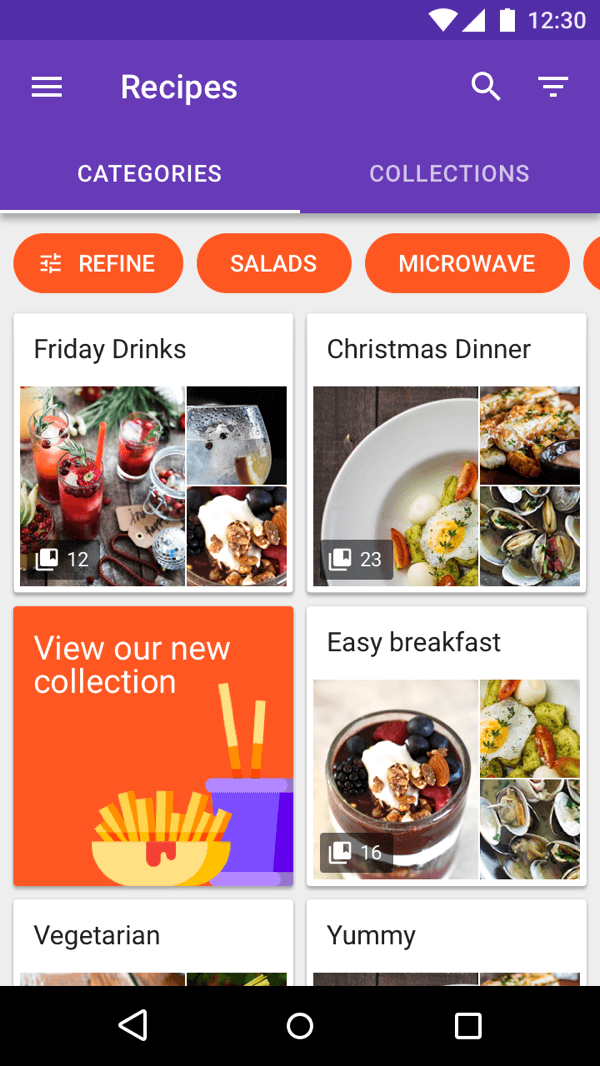 12:30
Recipes
CATEGORIES
COLLECTIONS
REFINE
SALADS
MICROWAVE
Friday Drinks
12
Christmas Dinner
23
View our new
collection
Easy breakfast
16
Vegetarian
Yummy